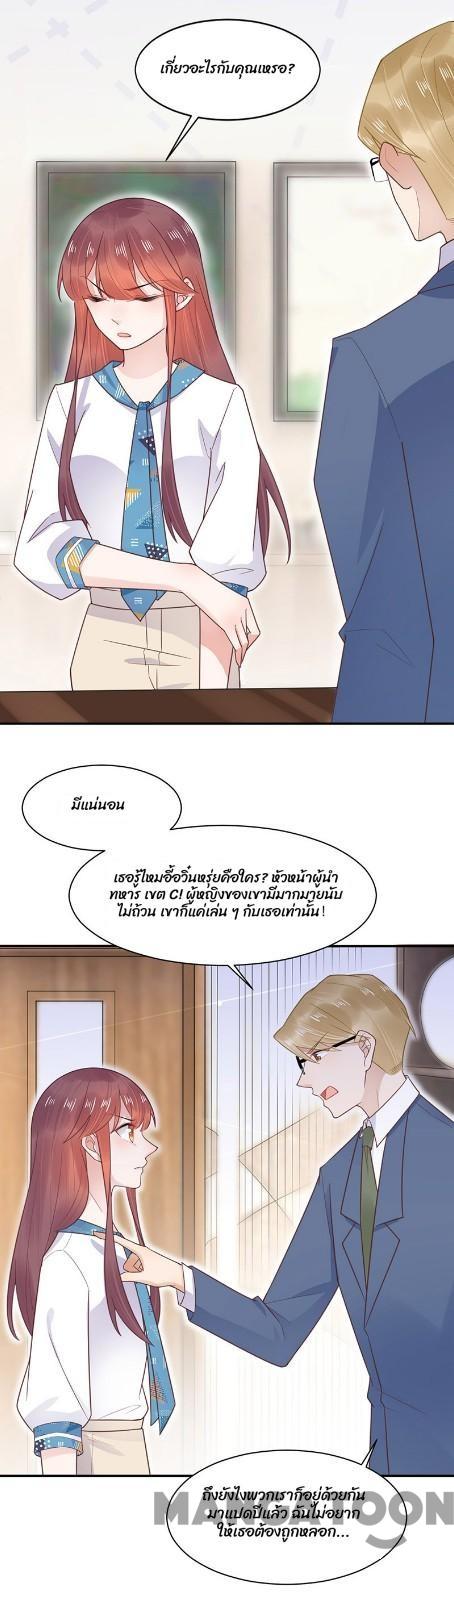 เกี่ยวอะไรกับคุณเหรอ?
มีแน่นอน
เธอรู้ไหมอี้อวิ๋นหรุ่ยคือใคร? หัวหน้าผู้นำ
ทหาร เขต C! ผู้หญิงของเขามีมากมายนับ
ไม่ถ้วน เขาก็แค่เล่น ๆ กับเธอเท่านั้น!
ถึงยังไงพวกเราก็อยู่ด้วยกัน
มาแปดปีแล้ว ฉันไม่อยาก
ให้เธอต้องถูกหลอก...
MANGATOON